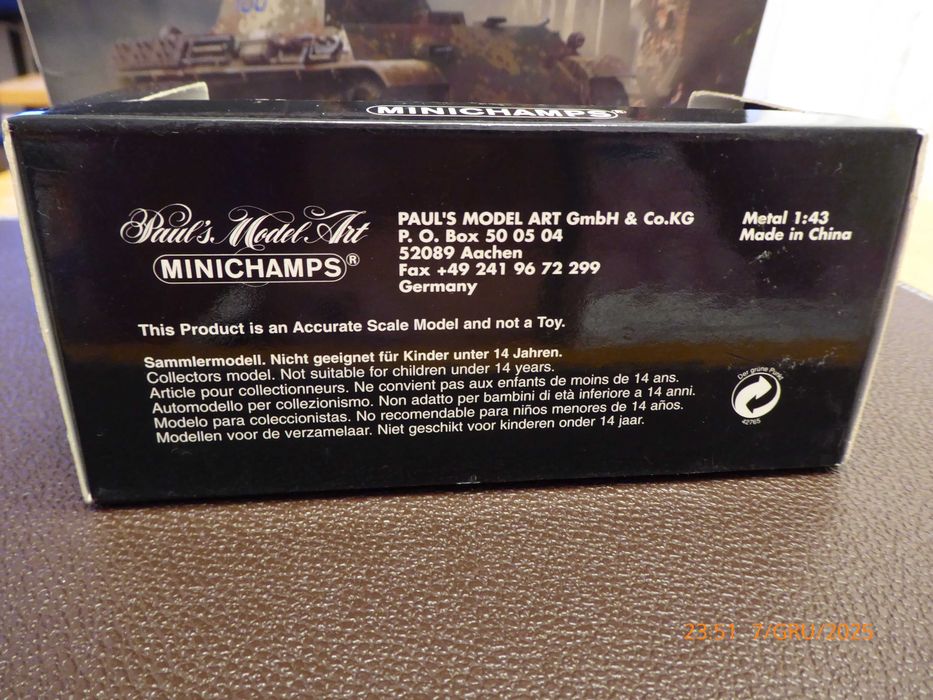 100
MINICHAMPS®
Paul's Model Art
MINICHAMPS®
PAUL'S MODEL ART GmbH & Co.KG
P. O. Box 50 05 04
52089 Aachen
Fax +49 241 96 72 299
Germany
Metal 1:43
Made in China
This Product is an Accurate Scale Model and not a Toy.
Sammlermodell. Nicht geeignet für Kinder unter 14 Jahren.
Collectors model. Not suitable for children under 14 years.
Article pour collectionneurs. Ne convient pas aux enfants de moins de 14 ans.
Automodello per collezionismo. Non adatto per bambini di età inferiore a 14 anni.
Modelo para coleccionistas. No recomendable para niños menores de 14 años.
Modellen voor de verzamelaar. Niet geschikt voor kinderen onder 14 jaar.
Der grüne Punkt
42765
23:51 7/GRU/2025